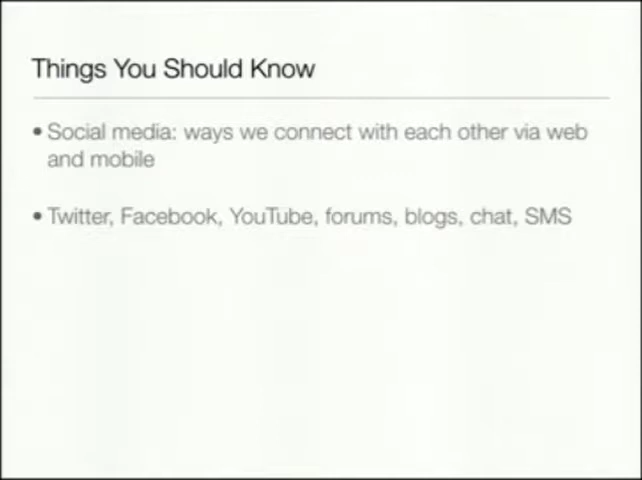 Things You Should Know
• Social media: ways we connect with each other via web
and mobile
• Twitter, Facebook, YouTube, forums, blogs, chat, SMS